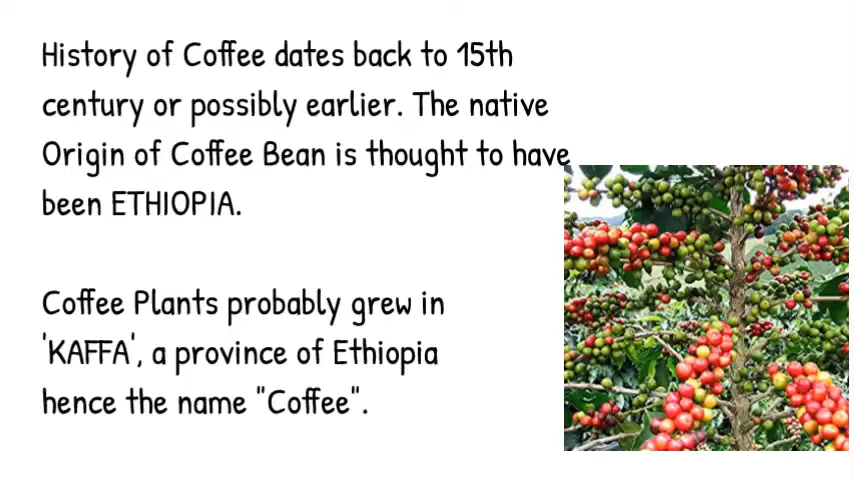 History of Coffee dates back to 15th
century or possibly earlier. The native
Origin of Coffee Bean is thought to have
been ETHIOPIA.
Coffee Plants probably grew in
'KAFFA', a province of Ethiopia
hence the name "Coffee".